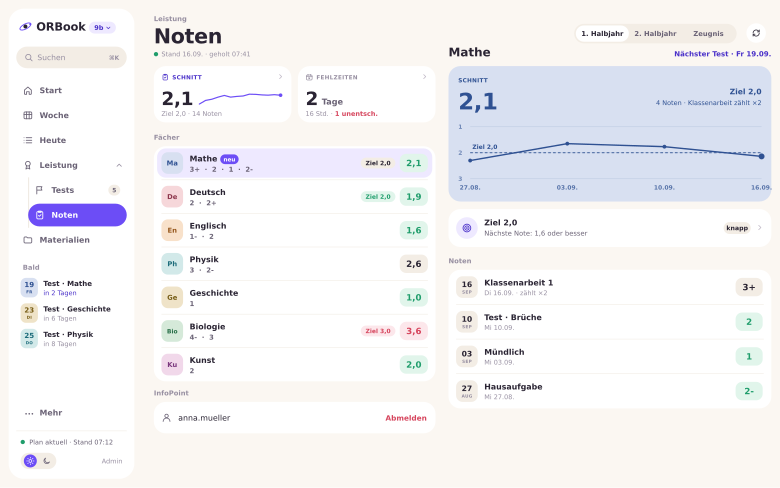 ORBook
9b
Suchen
⌘K
Start
Woche
Heute
Leistung
Tests
5
Noten
Materialien
Bald
19
FR
Test · Mathe
in 2 Tagen
23
DI
Test · Geschichte
in 6 Tagen
25
DO
Test · Physik
in 8 Tagen
Mehr
Plan aktuell · Stand 07:12
Admin
Leistung
Noten
Stand 16.09. · geholt 07:41
SCHNITT
2,1
Ziel 2,0 · 14 Noten
FEHLZEITEN
2 Tage
16 Std. · 1 unentsch.
Fächer
Ma
Mathe neu
3+ · 2 · 1 · 2-
Ziel 2,0
2,1
De
Deutsch
2 · 2+
Ziel 2,0
1,9
En
Englisch
1- · 2
1,6
Ph
Physik
3 · 2-
2,6
Ge
Geschichte
1
1,0
Bio
Biologie
4- · 3
Ziel 3,0
3,6
Ku
Kunst
2
2,0
InfoPoint
anna.mueller
Abmelden
1. Halbjahr
2. Halbjahr
Zeugnis
Mathe
Nächster Test · Fr 19.09.
SCHNITT
2,1
Ziel 2,0
4 Noten · Klassenarbeit zählt ×2
1
Ziel 2,0
2
3
27.08.
03.09.
10.09.
16.09.
Ziel 2,0
Nächste Note: 1,6 oder besser
knapp
Noten
16
SEP
Klassenarbeit 1
Di 16.09. · zählt ×2
3+
10
SEP
Test · Brüche
Mi 10.09.
2
03
SEP
Mündlich
Mi 03.09.
1
27
AUG
Hausaufgabe
Mi 27.08.
2-